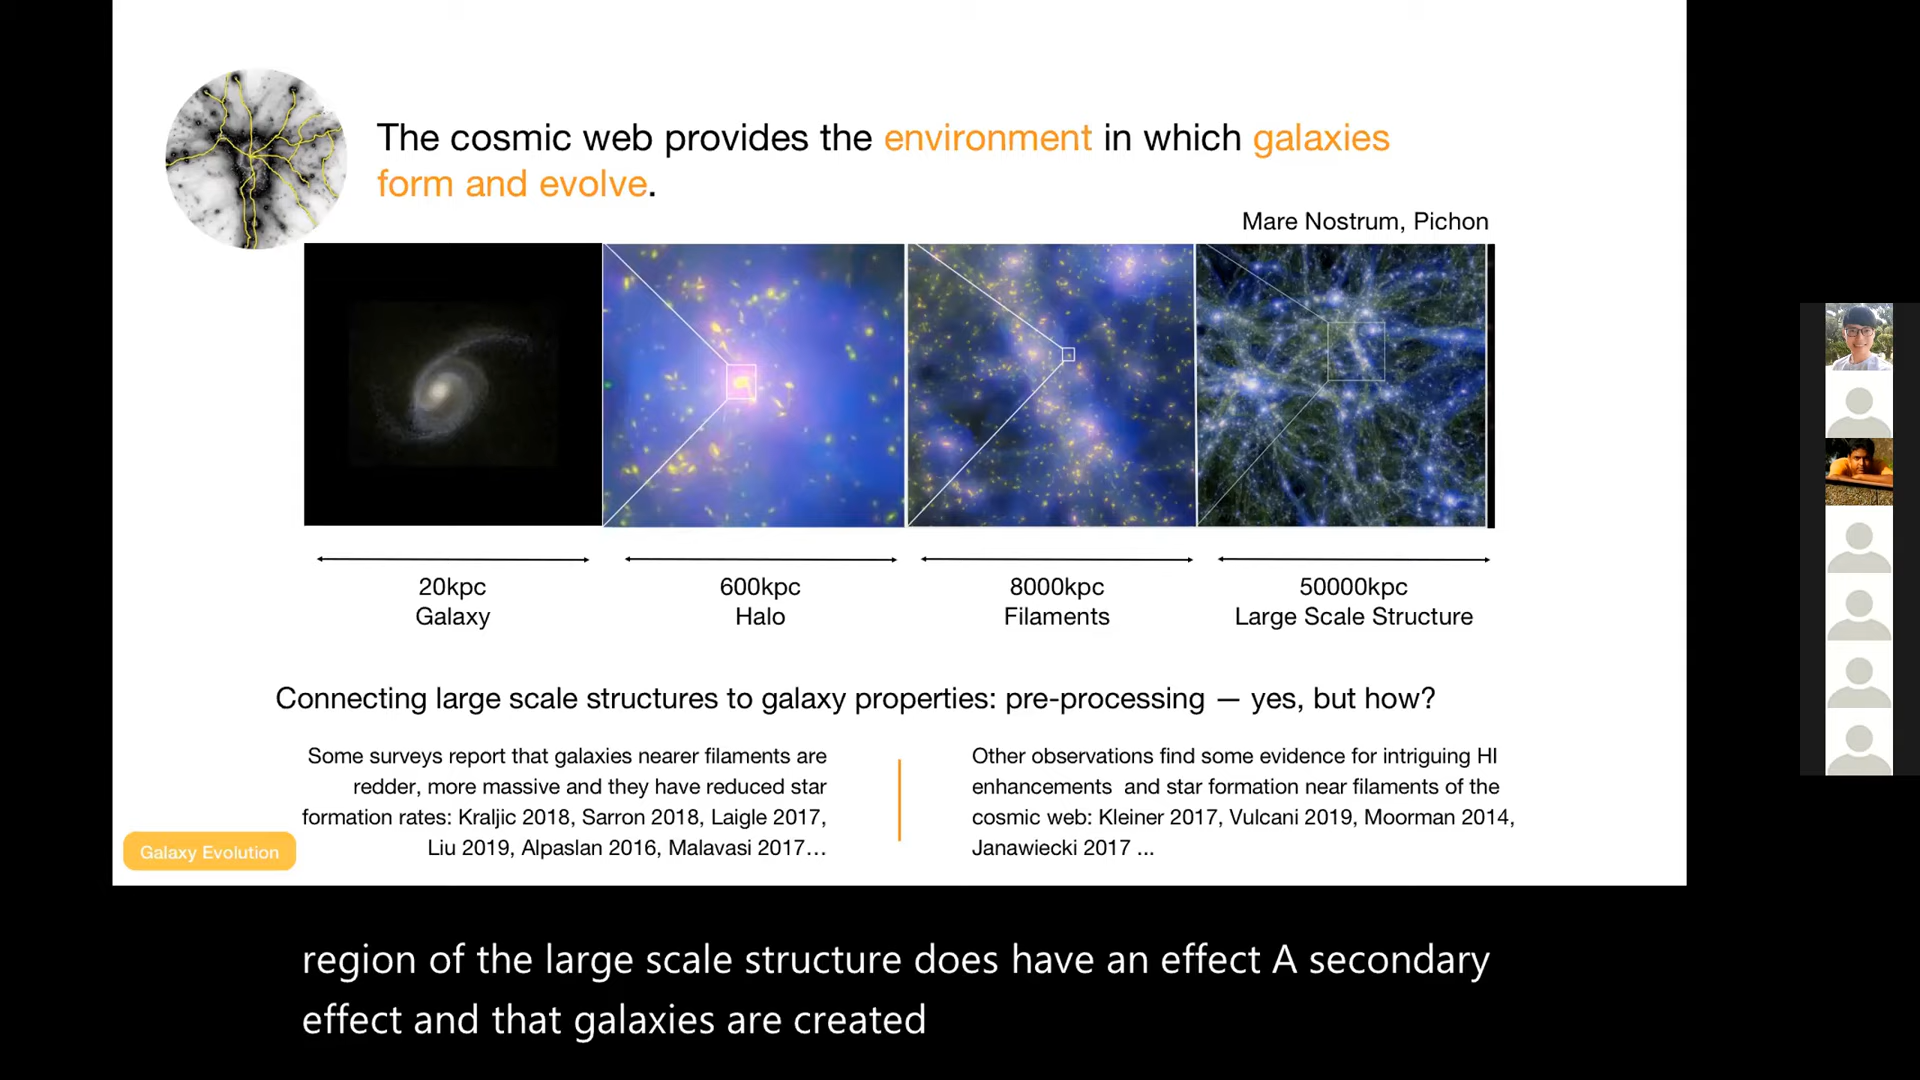 The cosmic web provides the environment in which galaxies
form and evolve.
Mare Nostrum, Pichon
20kpc
Galaxy
600kpc
Halo
8000kpc
Filaments
50000kpc
Large Scale Structure
Connecting large scale structures to galaxy properties: pre-processing — yes, but how?
Some surveys report that galaxies nearer filaments are
redder, more massive and they have reduced star
formation rates: Kraljic 2018, Sarron 2018, Laigle 2017,
Liu 2019, Alpaslan 2016, Malavasi 2017...
Other observations find some evidence for intriguing HI
enhancements and star formation near filaments of the
cosmic web: Kleiner 2017, Vulcani 2019, Moorman 2014,
Janawiecki 2017 ...
Galaxy Evolution
region of the large scale structure does have an effect A secondary
effect and that galaxies are created